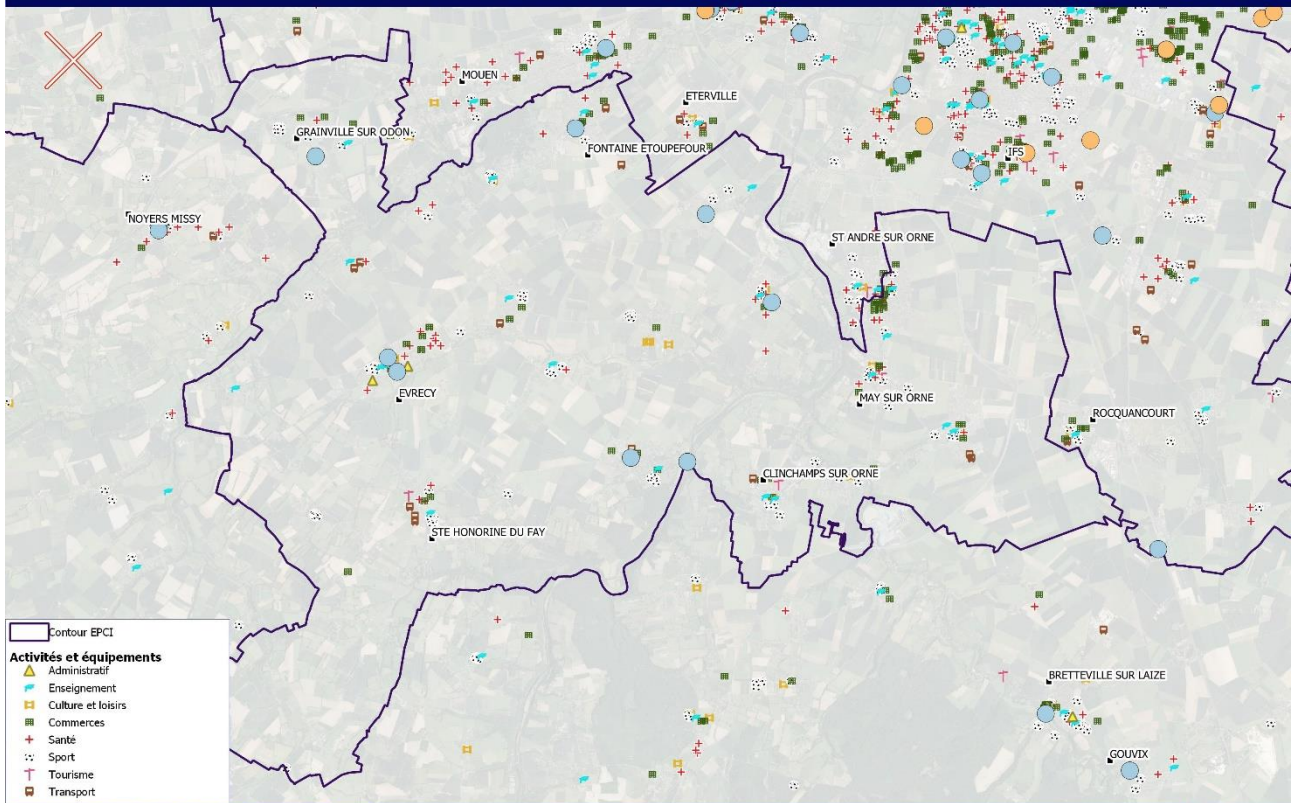 MOUEN
ETERVILLE
GRAINVILLE SUR ODON
FONTAINE ETOUPEFOUR
IFS
NOYERS MISSY
ST ANDRE SUR ORNE
EVRECY
MAY SUR ORNE
ROCQUANCOURT
CLINCHAMPS SUR ORNE
STE HONORINE DU FAY
BRETTEVILLE SUR LAIZE
GOUVIX
Contour EPCI
Activités et équipements
Administratif
Enseignement
Culture et loisirs
Commerces
Santé
Sport
Tourisme
Transport